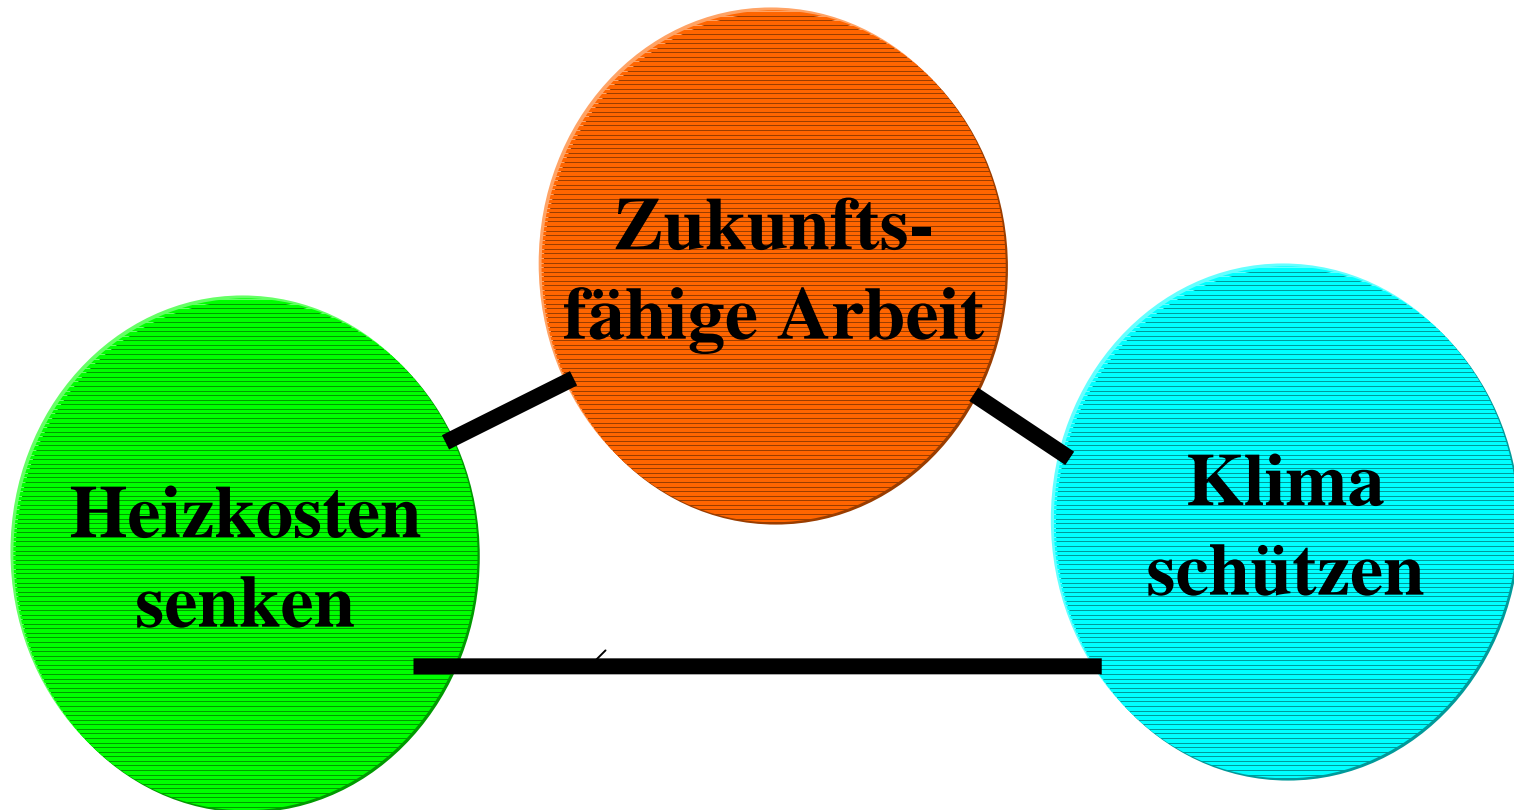 Zukunfts-
fähige Arbeit
Heizkosten
senken
Klima
schützen